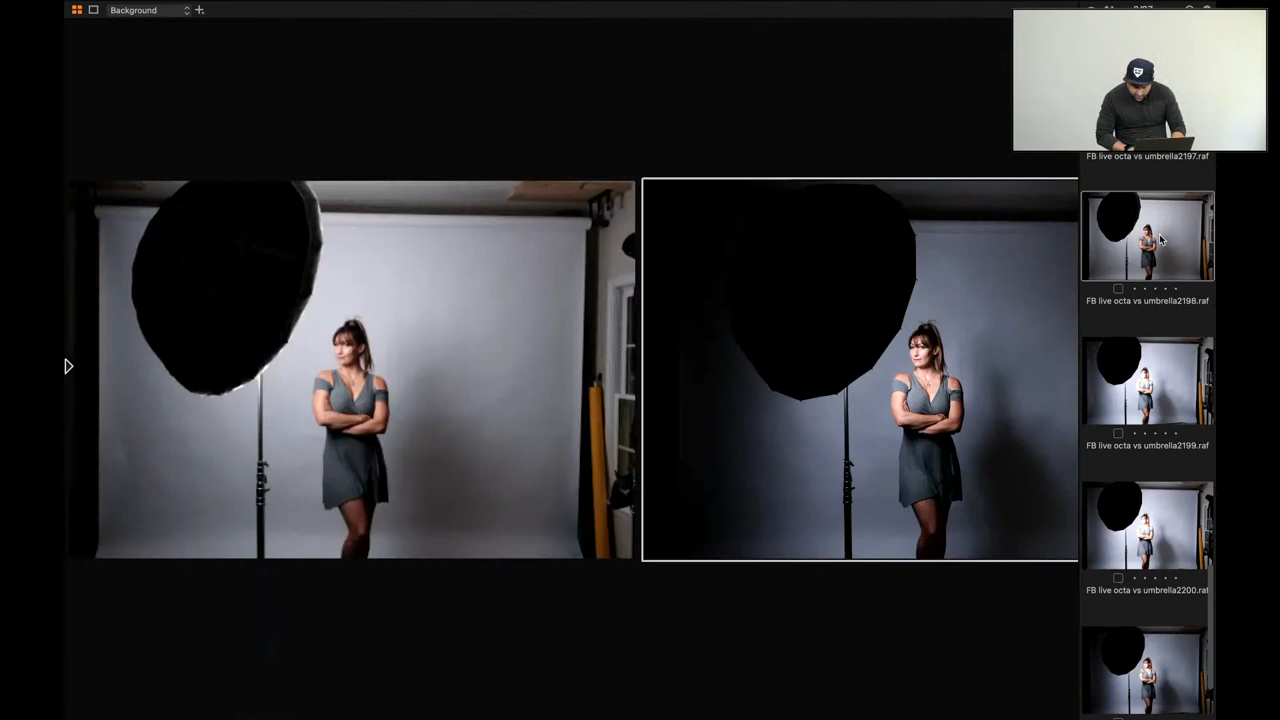 Background
FB live octa vs umbrella2197.raf
FB live octa vs umbrella2198.raf
FB live octa vs umbrella2199.raf
FB live octa vs umbrella2200.raf